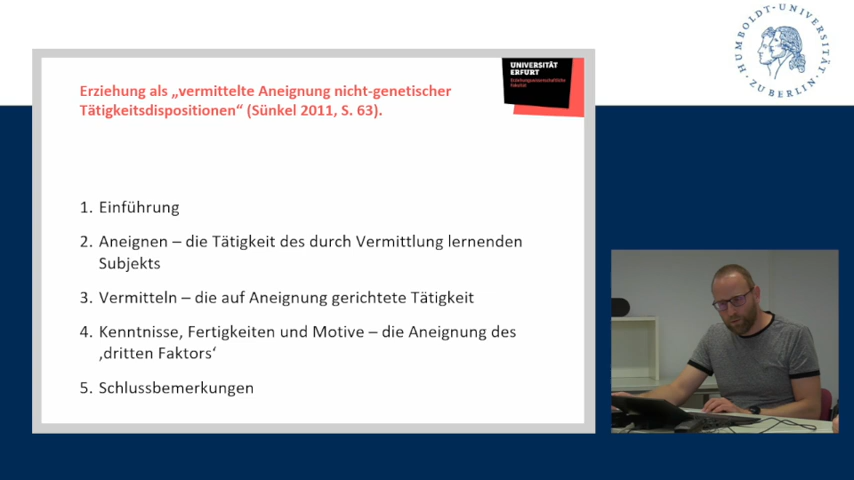 HUMBOLDT-UNIVERSITÄT
ZU BERLIN
UNIVERSITÄT
ERFURT
Erziehungswissenschaftliche
Fakultät
Erziehung als „vermittelte Aneignung nicht-genetischer
Tätigkeitsdispositionen“ (Sünkel 2011, S. 63).
1. Einführung
2. Aneignen – die Tätigkeit des durch Vermittlung lernenden
Subjekts
3. Vermitteln – die auf Aneignung gerichtete Tätigkeit
4. Kenntnisse, Fertigkeiten und Motive – die Aneignung des
‚dritten Faktors‘
5. Schlussbemerkungen